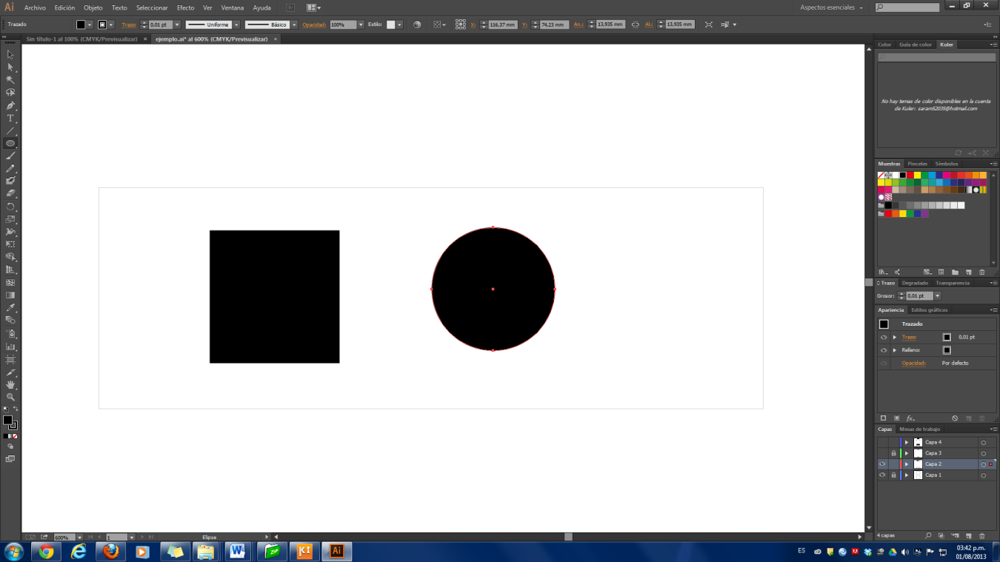 Ai Archivo Edición Objeto Texto Seleccionar Efecto Ver Ventana Ayuda Br Aspectos esenciales
Trazado Trazo: 0,01 pt Uniforme Básico Opacidad: 100% Estilo: X: 116,37 mm Y: 74,23 mm An.: 13,935 mm Al.: 13,935 mm
Sin título-1 al 100% (CMYK/Previsualizar) × ejemplo.ai* al 600% (CMYK/Previsualizar) ×
Color Guía de color Kuler
No hay temas de color disponibles en la cuenta
de Kuler: saram52035@hotmail.com
Muestras Pinceles Símbolos
Trazo Degradado Transparencia
Grosor: 0,01 pt
Apariencia Estilos gráficos
Trazado
Trazo: 0,01 pt
Relleno:
Opacidad: Por defecto
fx
Capas Mesas de trabajo
Capa 4
Capa 3
Capa 2
Capa 1
4 capas
600% 1 Elipse
ZIP Ai ES 03:42 p.m.
01/08/2013